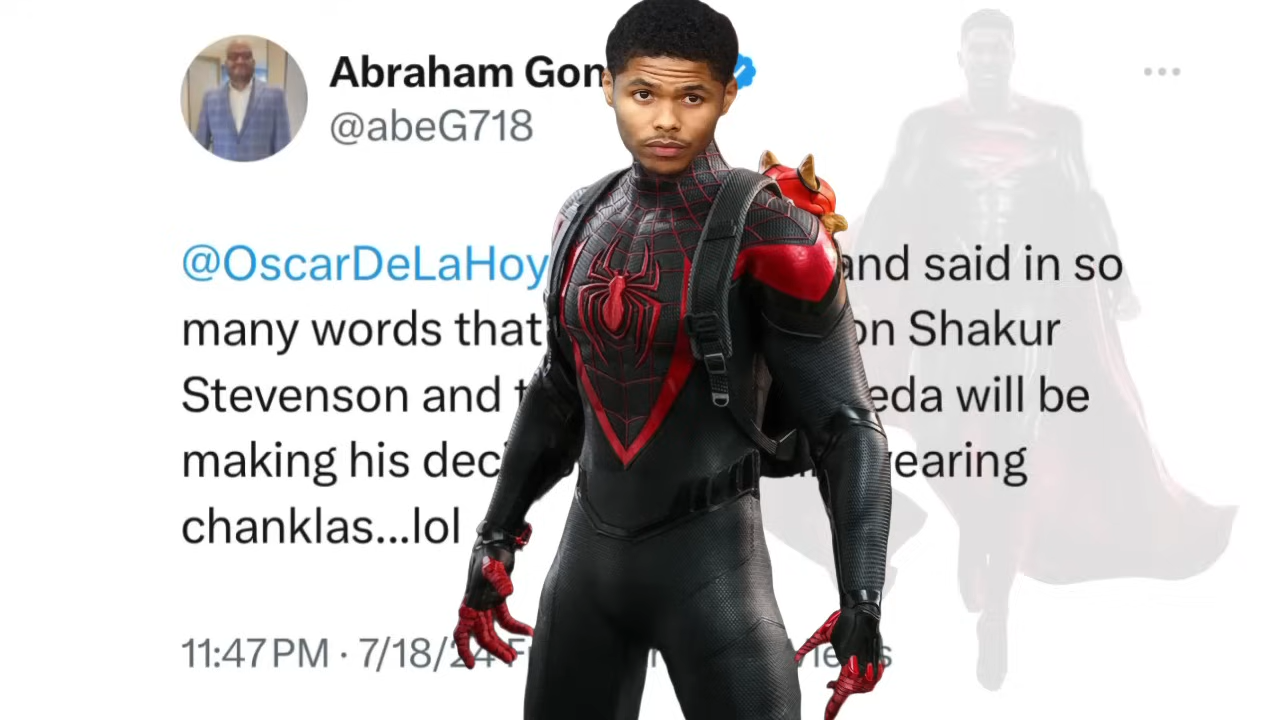 Abraham Gon
@abeG718
@OscarDeLaHoy and said in so
many words that on Shakur
Stevenson and eda will be
making his dec earing
chanklas...lol
11:47 PM · 7/18/24